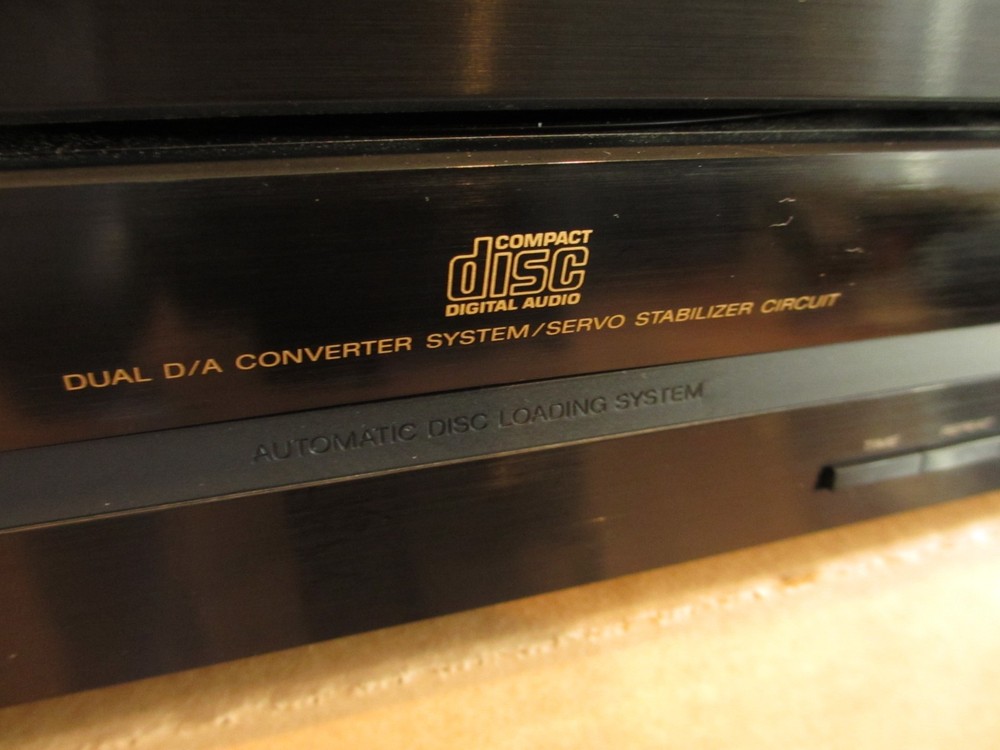 COMPACT
disc
DIGITAL AUDIO
DUAL D/A CONVERTER SYSTEM/SERVO STABILIZER CIRCUIT
AUTOMATIC DISC LOADING SYSTEM